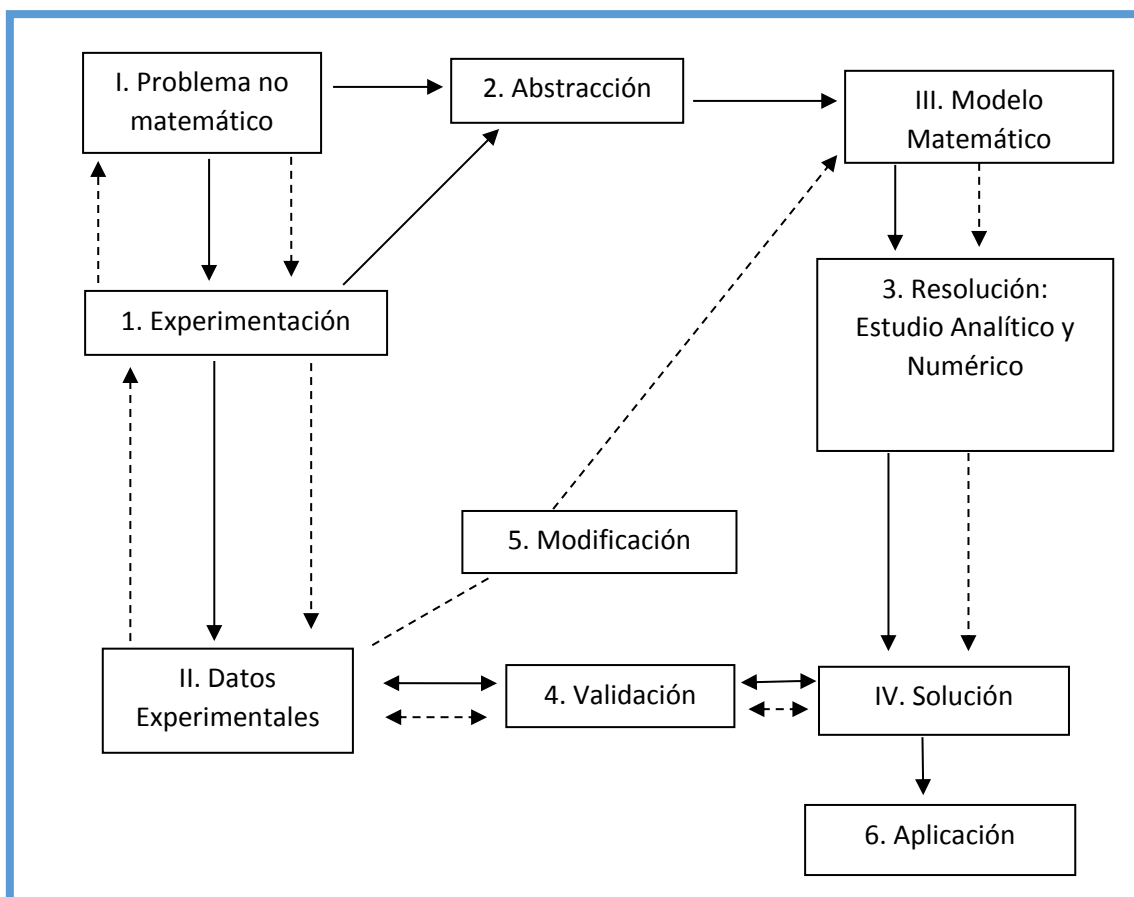 I. Problema no
matemático
2. Abstracción
III. Modelo
Matemático
1. Experimentación
3. Resolución:
Estudio Analítico y
Numérico
5. Modificación
II. Datos
Experimentales
4. Validación
IV. Solución
6. Aplicación